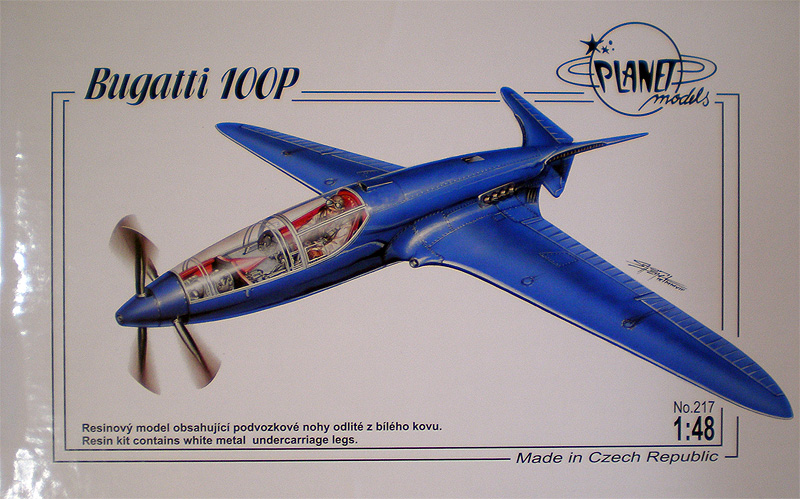 Bugatti 100P
PLANET
models
Resinový model obsahující podvozkové nohy odlité z bílého kovu.
Resin kit contains white metal undercarriage legs.
No.217
1:48
Made in Czech Republic